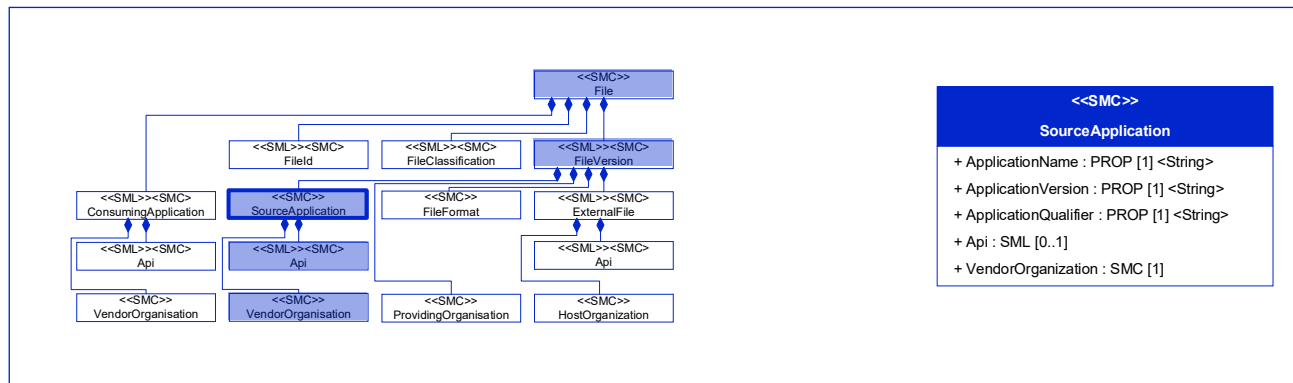 <<SMC>>
File
<<SML>><SMC>
FileId
<<SML>><SMC>
FileClassification
<<SML>><SMC>
FileVersion
<<SML>><SMC>
ConsumingApplication
<<SMC>>
SourceApplication
<<SMC>>
FileFormat
<<SML>><SMC>
ExternalFile
<<SML>><SMC>
Api
<<SML>><SMC>
Api
<<SML>><SMC>
Api
<<SMC>>
VendorOrganisation
<<SMC>>
VendorOrganisation
<<SMC>>
ProvidingOrganisation
<<SMC>>
HostOrganization
<<SMC>>
SourceApplication
+ ApplicationName : PROP [1] <String>
+ ApplicationVersion : PROP [1] <String>
+ ApplicationQualifier : PROP [1] <String>
+ Api : SML [0..1]
+ VendorOrganization : SMC [1]